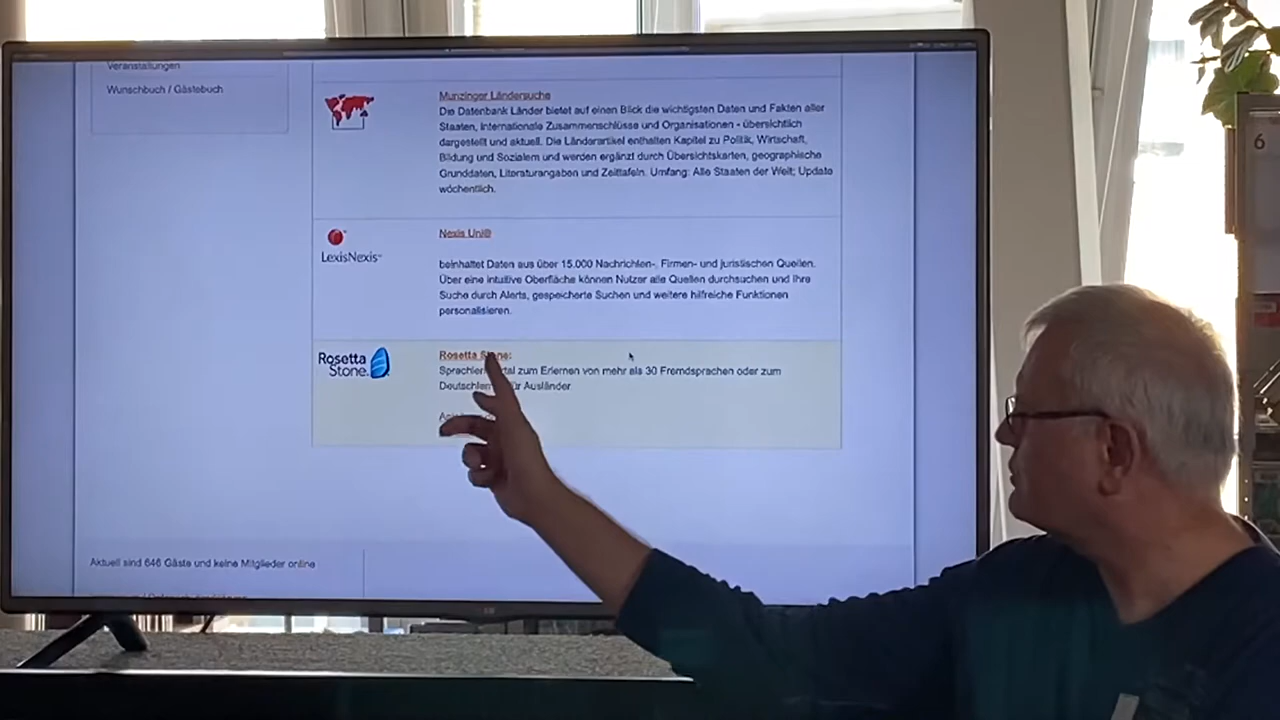 Veranstaltungen
Wunschbuch / Gästebuch
Munzinger Ländersuche
Die Datenbank Länder bietet auf einen Blick die wichtigsten Daten und Fakten aller
Staaten, internationale Zusammenschlüsse und Organisationen - übersichtlich
dargestellt und aktuell. Die Länderartikel enthalten Kapitel zu Politik, Wirtschaft,
Bildung und Sozialem und werden ergänzt durch Übersichtskarten, geographische
Grunddaten, Literaturangaben und Zeittafeln. Umfang: Alle Staaten der Welt; Update
wöchentlich.
LexisNexis
Nexis Uni®
beinhaltet Daten aus über 15.000 Nachrichten-, Firmen- und juristischen Quellen.
Über eine intuitive Oberfläche können Nutzer alle Quellen durchsuchen und ihre
Suche durch Alerts, gespeicherte Suchen und weitere hilfreiche Funktionen
personalisieren.
Rosetta
Stone.
Rosetta Stone:
zum Erlernen von mehr als 30 Fremdsprachen oder zum
für Ausländer
Aktuell sind 646 Gäste und keine Mitglieder online
6